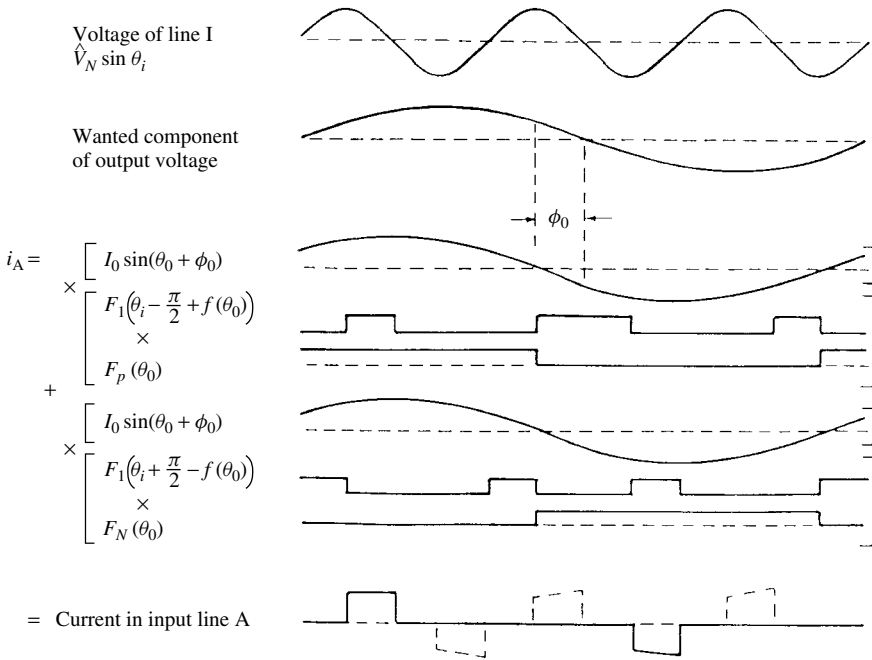 Voltage of line I
V̂_N sin θ_i
Wanted component
of output voltage
ϕ_0
i_A =
I_0 sin(θ_0 + ϕ_0)
×
F_1(θ_i − π/2 + f(θ_0))
×
F_p (θ_0)
+
I_0 sin(θ_0 + ϕ_0)
×
F_1(θ_i + π/2 − f(θ_0))
×
F_N (θ_0)
= Current in input line A